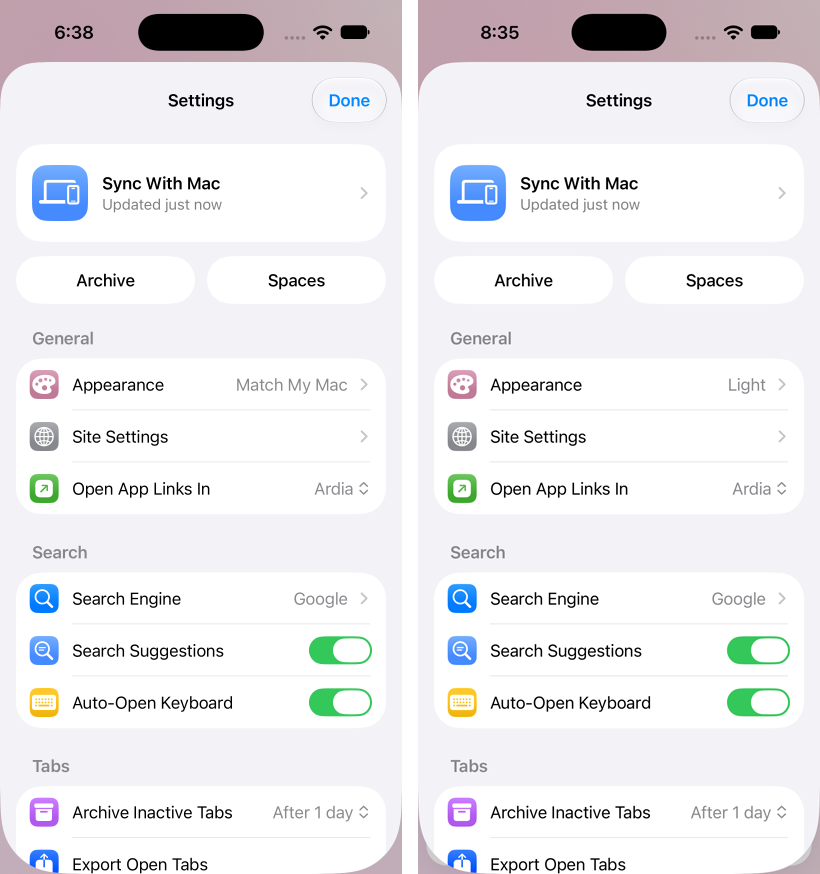 6:38
Settings
Done
Sync With Mac
Updated just now
Archive
Spaces
General
Appearance
Match My Mac
Site Settings
Open App Links In
Ardia
Search
Search Engine
Google
Search Suggestions
Auto-Open Keyboard
Tabs
Archive Inactive Tabs
After 1 day
Export Open Tabs
8:35
Settings
Done
Sync With Mac
Updated just now
Archive
Spaces
General
Appearance
Light
Site Settings
Open App Links In
Ardia
Search
Search Engine
Google
Search Suggestions
Auto-Open Keyboard
Tabs
Archive Inactive Tabs
After 1 day
Export Open Tabs